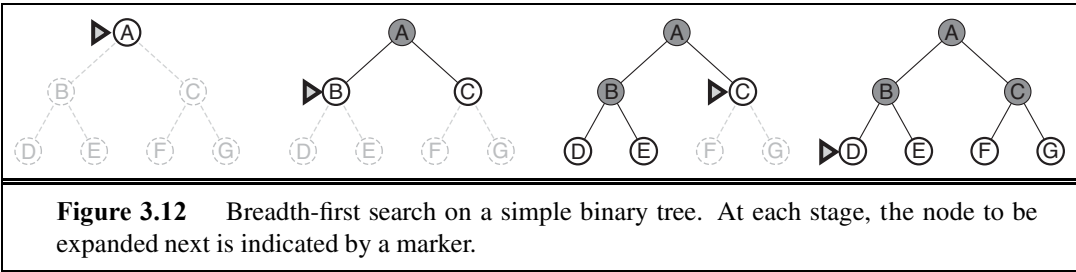 A A A A
B C B C B C B C
D E F G D E F G D E F G D E F G
Figure 3.12 Breadth-first search on a simple binary tree. At each stage, the node to be
expanded next is indicated by a marker.